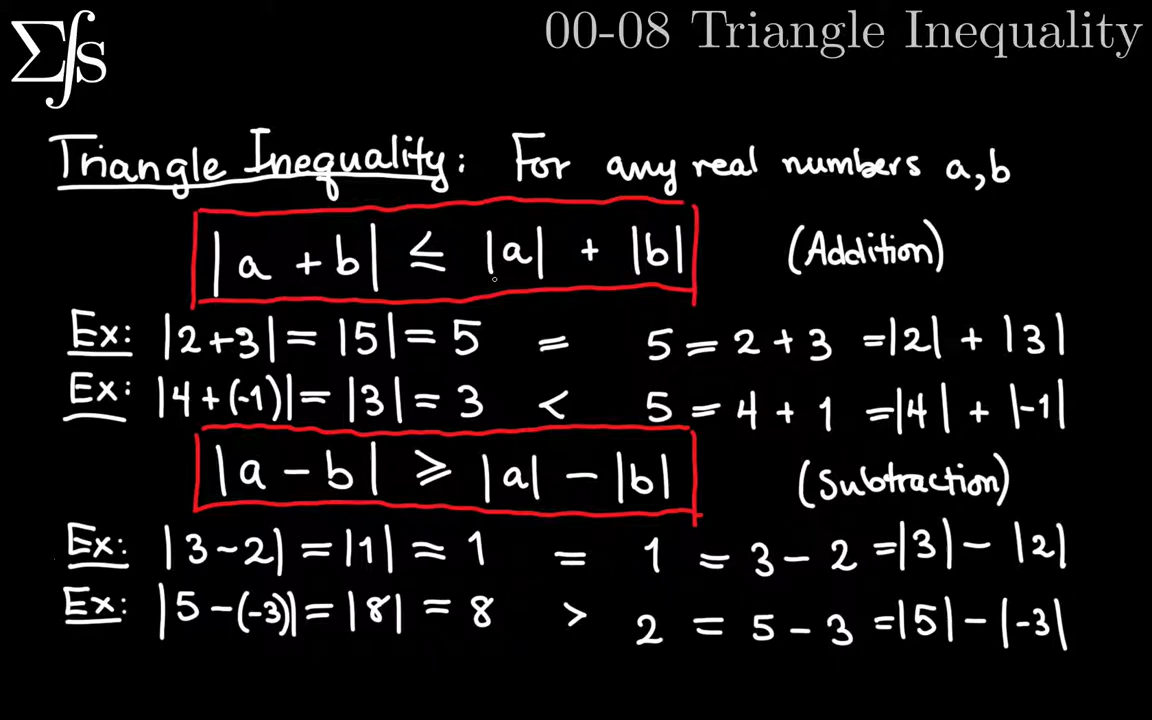 Σ∫S
00-08 Triangle Inequality
Triangle Inequality: For any real numbers a,b
|a + b| ≤ |a| + |b| (Addition)
Ex: |2+3| = |5| = 5 = 5 = 2 + 3 = |2| + |3|
Ex: |4+(-1)| = |3| = 3 < 5 = 4 + 1 = |4| + |-1|
|a - b| ⩾ |a| - |b| (Subtraction)
Ex: |3-2| = |1| = 1 = 1 = 3 - 2 = |3| - |2|
Ex: |5-(-3)| = |8| = 8 > 2 = 5 - 3 = |5| - |-3|